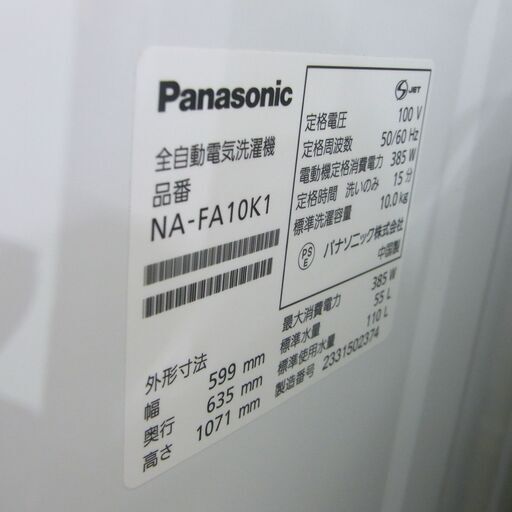 Panasonic
全自動電気洗濯機
品番
NA-FA10K1
外形寸法
幅 599 mm
奥行 635 mm
高さ 1071 mm
JET
定格電圧 100 V
定格周波数 50/60 Hz
電動機定格消費電力 385 W
定格時間 洗いのみ 15 分
標準洗濯容量 10.0 kg
PSE パナソニック株式会社
中国製
最大消費電力 385 W
標準水量 55 L
標準使用水量 110 L
製造番号 2331502374